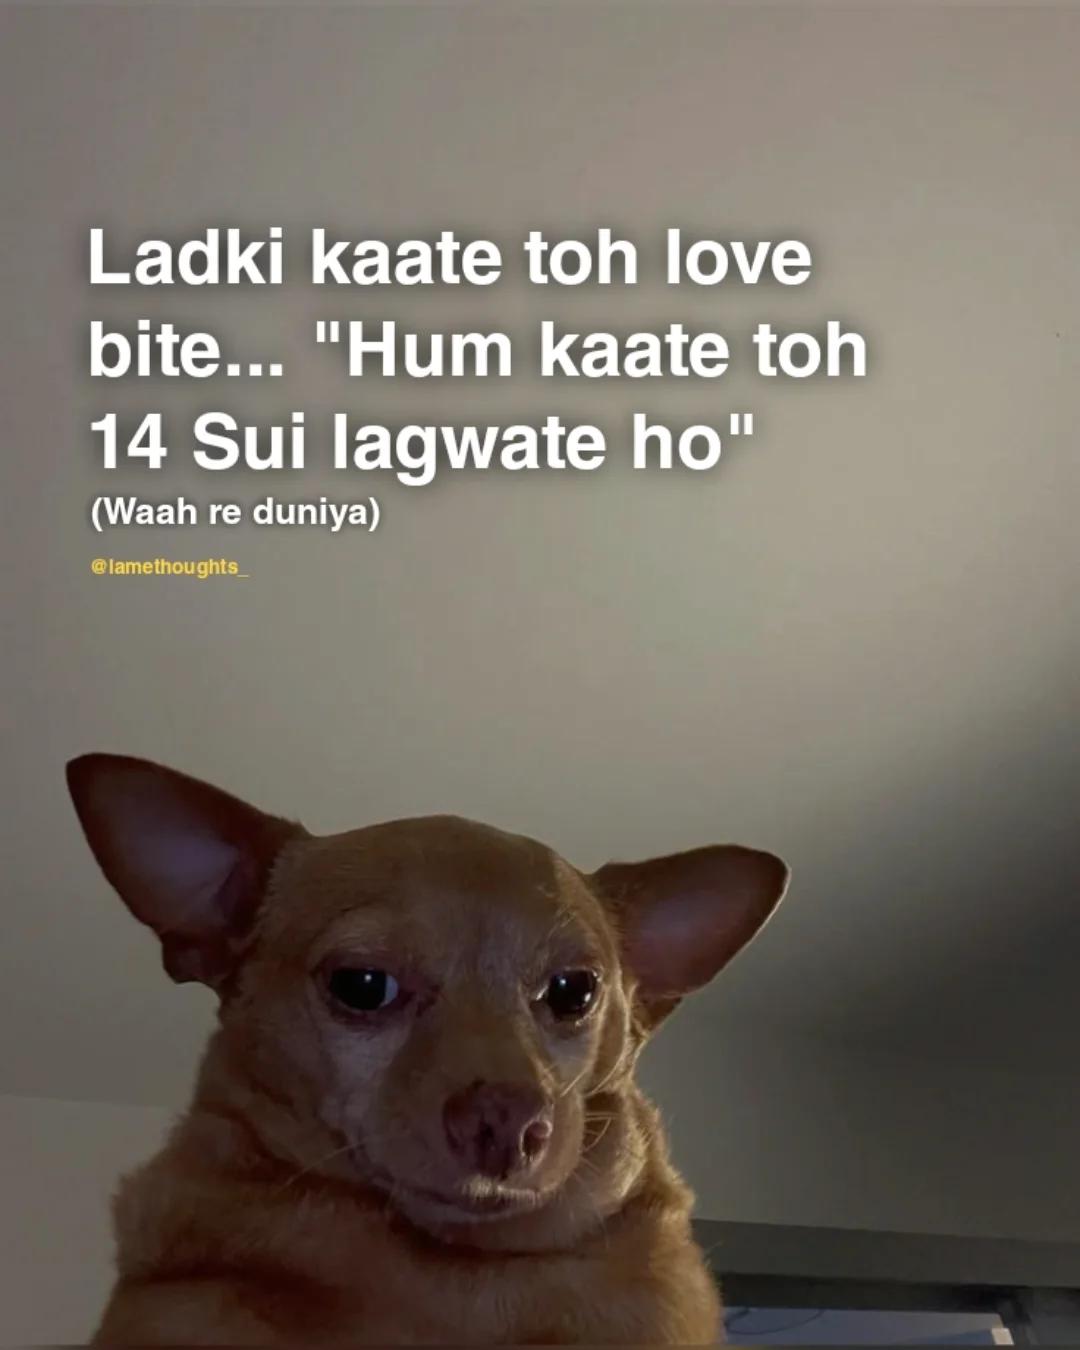 Ladki kaate toh love
bite... "Hum kaate toh
14 Sui lagwate ho"
(Waah re duniya)
@lamethoughts_